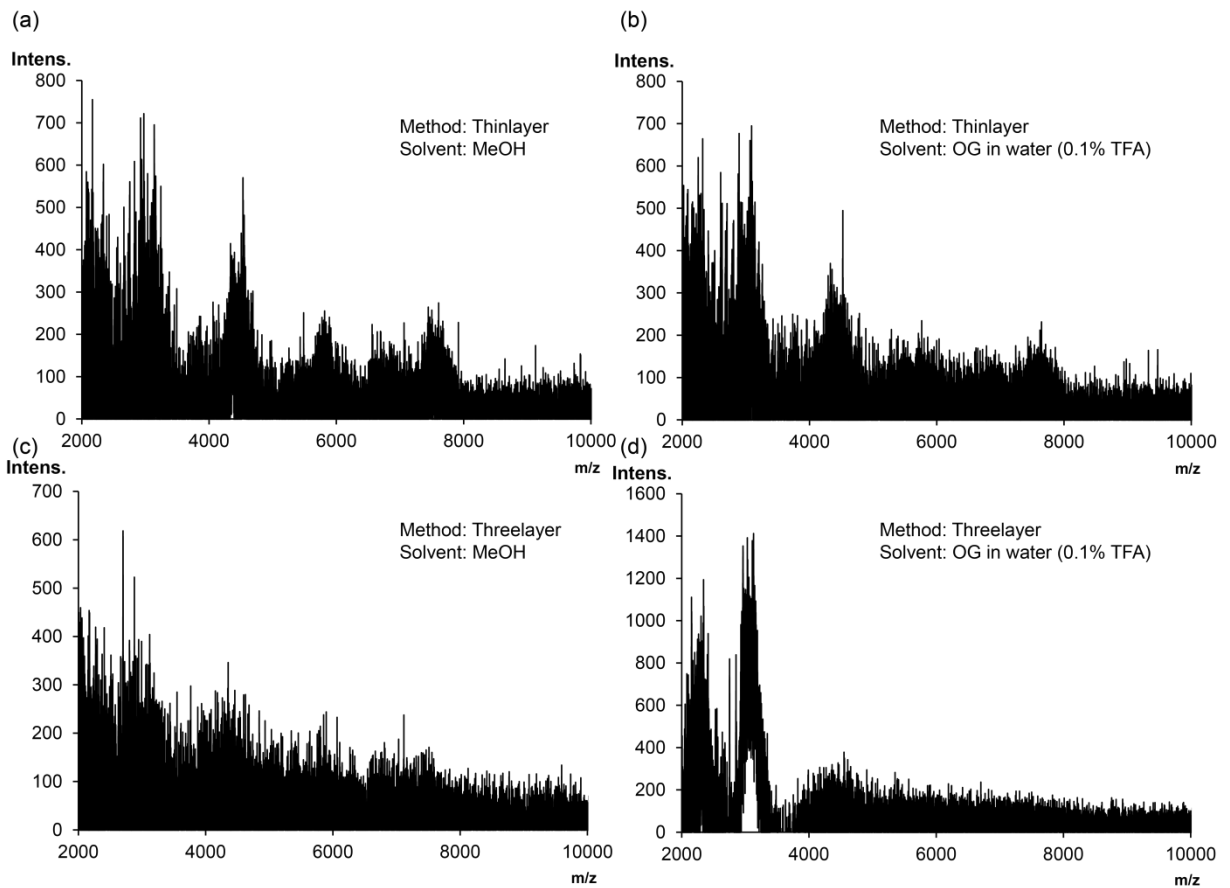 (a)
Intens.
800
700
600
500
400
300
200
100
0
Method: Thinlayer
Solvent: MeOH
2000 4000 6000 8000 10000
m/z
(b)
Intens.
800
700
600
500
400
300
200
100
0
Method: Thinlayer
Solvent: OG in water (0.1% TFA)
2000 4000 6000 8000 10000
m/z
(c)
Intens.
700
600
500
400
300
200
100
0
Method: Threelayer
Solvent: MeOH
2000 4000 6000 8000 10000
m/z
(d)
Intens.
1600
1400
1200
1000
800
600
400
200
0
Method: Threelayer
Solvent: OG in water (0.1% TFA)
2000 4000 6000 8000 10000
m/z